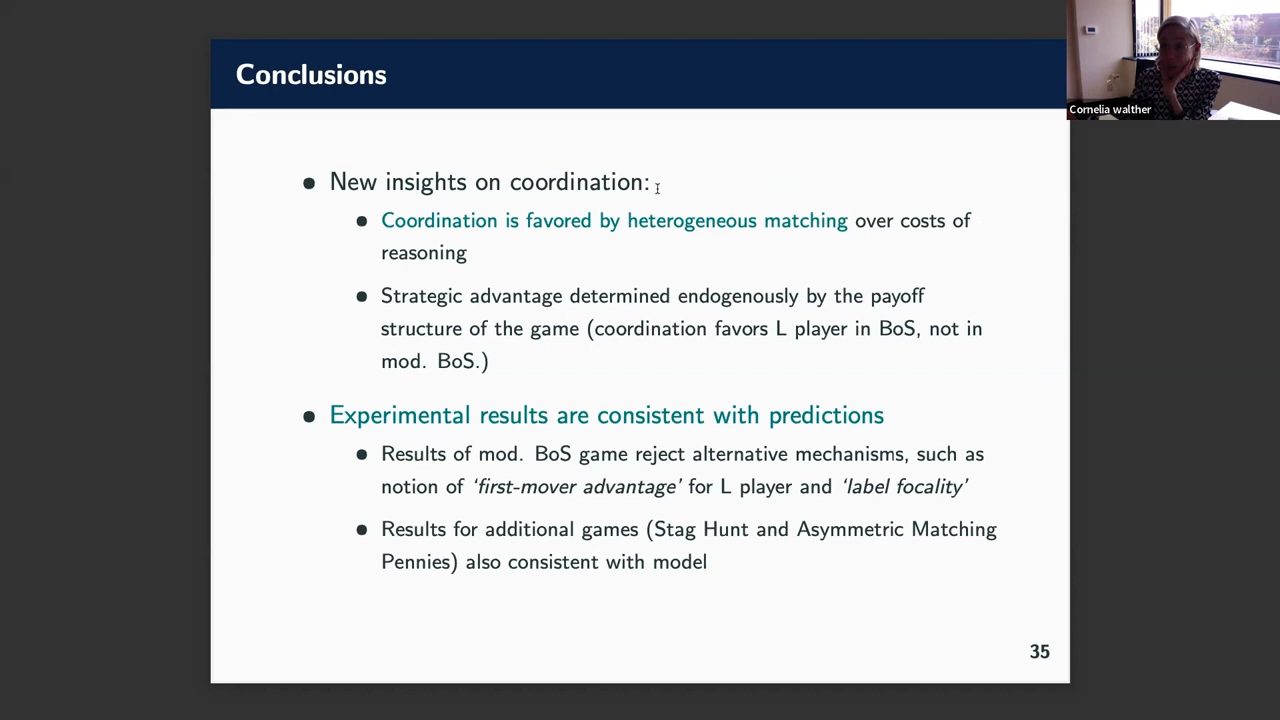 Conclusions
Cornelia walther
● New insights on coordination:
● Coordination is favored by heterogeneous matching over costs of
reasoning
● Strategic advantage determined endogenously by the payoff
structure of the game (coordination favors L player in BoS, not in
mod. BoS.)
● Experimental results are consistent with predictions
● Results of mod. BoS game reject alternative mechanisms, such as
notion of ‘first-mover advantage’ for L player and ‘label focality’
● Results for additional games (Stag Hunt and Asymmetric Matching
Pennies) also consistent with model
35